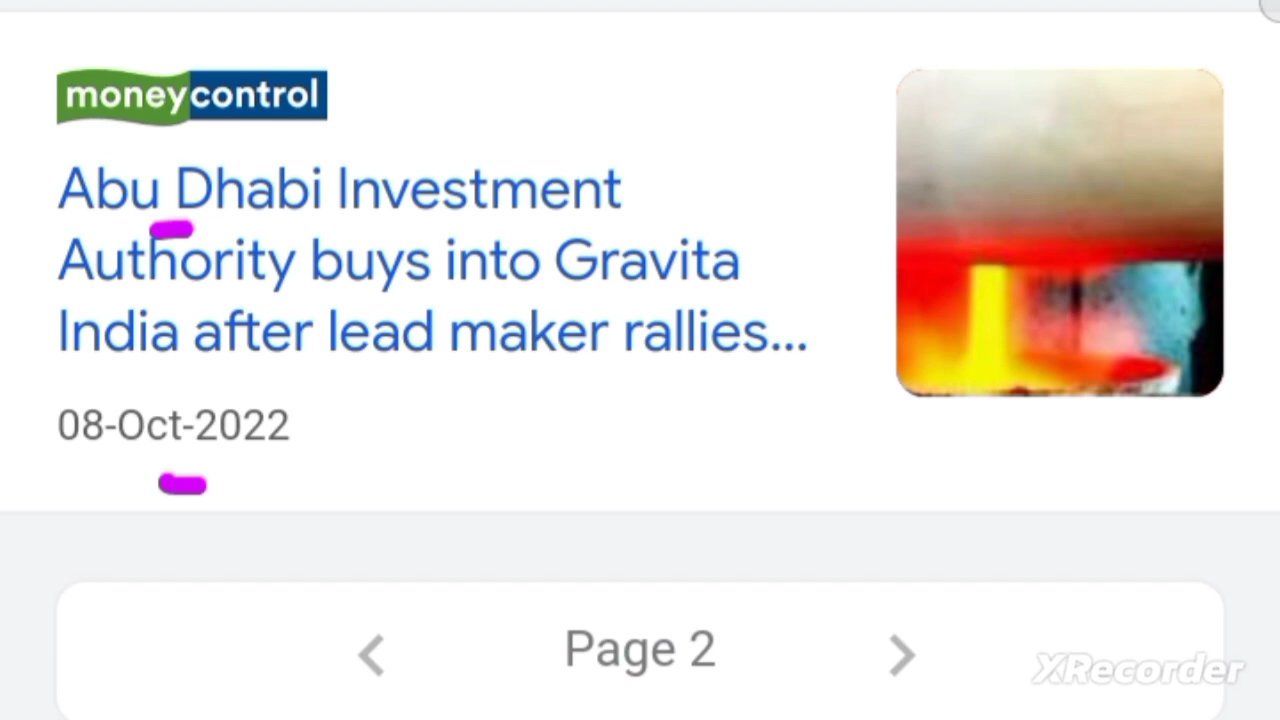 moneycontrol
Abu Dhabi Investment
Authority buys into Gravita
India after lead maker rallies...
08-Oct-2022
Page 2
XRecorder